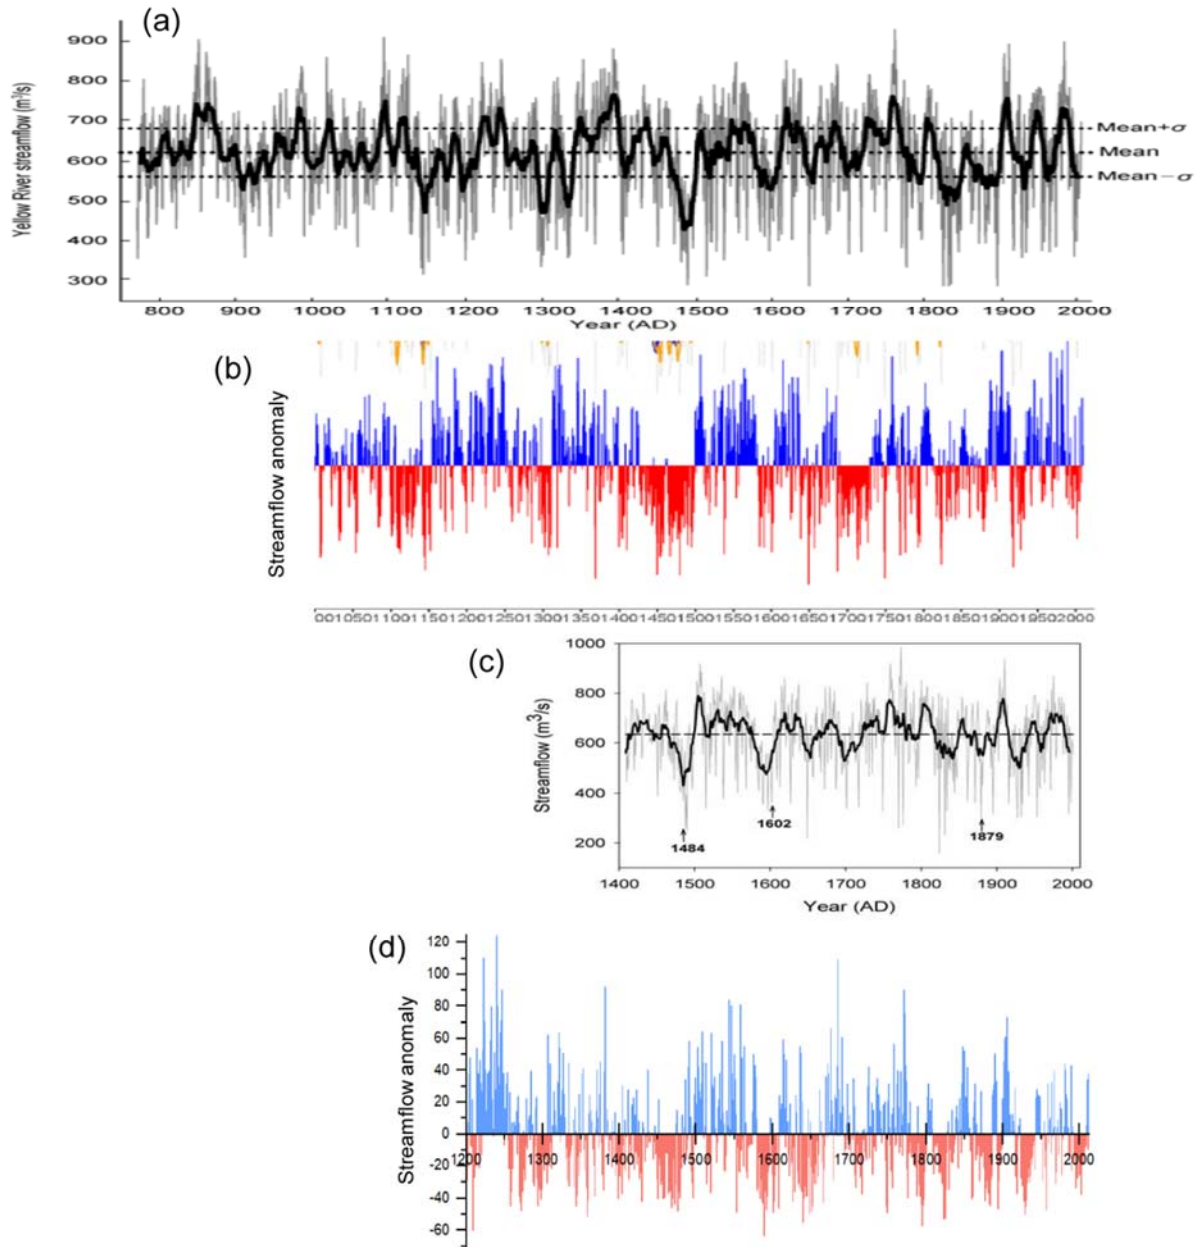 (a)
Yellow River streamflow (m³/s)
900
800
700
600
500
400
300
Mean+σ
Mean
Mean−σ
800 900 1000 1100 1200 1300 1400 1500 1600 1700 1800 1900 2000
Year (AD)
(b)
Streamflow anomaly
001050110011501200125013001350140014501500155016001650170017501800185019002000
(c)
Streamflow (m³/s)
1000
800
600
400
200
1484
1602
1879
1400 1500 1600 1700 1800 1900 2000
Year (AD)
(d)
Streamflow anomaly
120
100
80
60
40
20
0
-20
-40
-60
1200 1300 1400 1500 1600 1700 1800 1900 2000